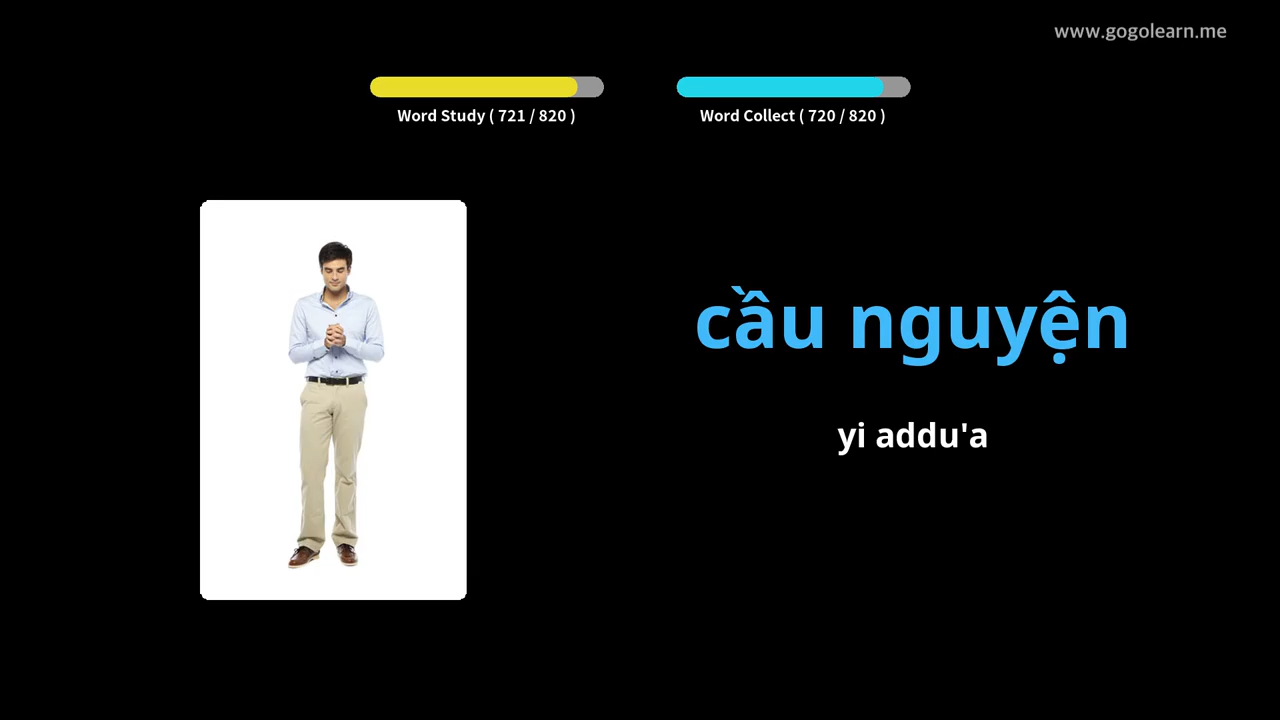 www.gogolearn.me
Word Study ( 721 / 820 )
Word Collect ( 720 / 820 )
cầu nguyện
yi addu'a